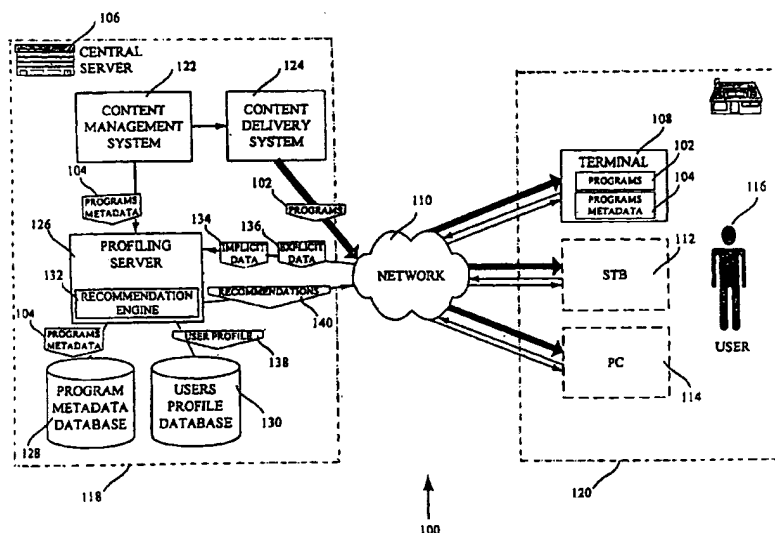 106
CENTRAL
SERVER
122
124
CONTENT
MANAGEMENT
SYSTEM
CONTENT
DELIVERY
SYSTEM
108
102
TERMINAL
PROGRAMS
PROGRAMS
METADATA
104
116
104
PROGRAMS
METADATA
102
PROGRAMS
110
126
134
136
IMPLICIT
DATA
EXPLICIT
DATA
PROFILING
SERVER
132
RECOMMENDATION
ENGINE
NETWORK
112
STB
RECOMMENDATIONS
140
104
PROGRAMS
METADATA
USER PROFILE
138
PC
USER
114
PROGRAM
METADATA
DATABASE
USERS
PROFILE
DATABASE
128
130
118
120
100